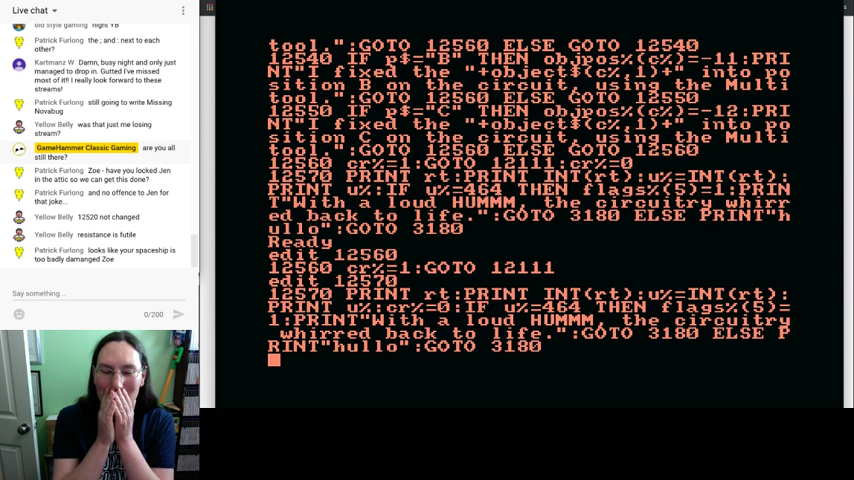 Live chat
old style gaming night YB
Patrick Furlong the ; and : next to each
other?
Kartmanz W Damn, busy night and only just
managed to drop in. Gutted I've missed
most of it!! I really look forward to these
streams!
Patrick Furlong still going to write Missing
Novabug
Yellow Belly was that just me losing
stream?
GameHammer Classic Gaming are you all
still there?
Patrick Furlong Zoe - have you locked Jen
in the attic so we can get this done?
Patrick Furlong and no offence to Jen for
that joke...
Yellow Belly 12520 not changed
Yellow Belly resistance is futile
Patrick Furlong looks like your spaceship is
too badly damanged Zoe
Say something...
0/200
tool.":GOTO 12560 ELSE GOTO 12540
12540 IF p$="B" THEN objpos%(c%)=-11:PRI
NT"I fixed the "+object$(c%,1)+" into po
sition B on the circuit, using the Multi
tool.":GOTO 12560 ELSE GOTO 12550
12550 IF p$="C" THEN objpos%(c%)=-12:PRI
NT"I fixed the "+object$(c%,1)+" into po
sition C on the circuit, using the Multi
tool.":GOTO 12560 ELSE GOTO 12560
12560 cr%=1:GOTO 12111:cr%=0
12570 PRINT rt:PRINT INT(rt):u%=INT(rt):
PRINT u%:IF u%=464 THEN flags%(5)=1:PRIN
T"With a loud HUMMM, the circuitry whirr
ed back to life.":GOTO 3180 ELSE PRINT"h
ullo":GOTO 3180
Ready
edit 12560
12560 cr%=1:GOTO 12111
edit 12570
12570 PRINT rt:PRINT INT(rt):u%=INT(rt):
PRINT u%:cr%=0:IF u%=464 THEN flags%(5)=
1:PRINT"With a loud HUMMM, the circuitry
 whirred back to life.":GOTO 3180 ELSE P
RINT"hullo":GOTO 3180